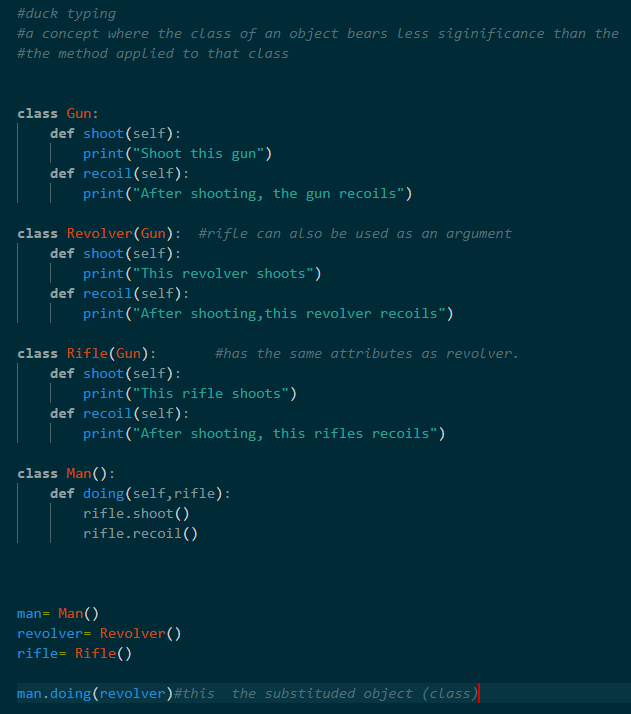 #duck typing
#a concept where the class of an object bears less siginificance than the
#the method applied to that class
class Gun:
    def shoot(self):
        print("Shoot this gun")
    def recoil(self):
        print("After shooting, the gun recoils")
class Revolver(Gun):  #rifle can also be used as an argument
    def shoot(self):
        print("This revolver shoots")
    def recoil(self):
        print("After shooting,this revolver recoils")
class Rifle(Gun):       #has the same attributes as revolver.
    def shoot(self):
        print("This rifle shoots")
    def recoil(self):
        print("After shooting, this rifles recoils")
class Man():
    def doing(self,rifle):
        rifle.shoot()
        rifle.recoil()
man= Man()
revolver= Revolver()
rifle= Rifle()
man.doing(revolver)#this  the substituded object (class)